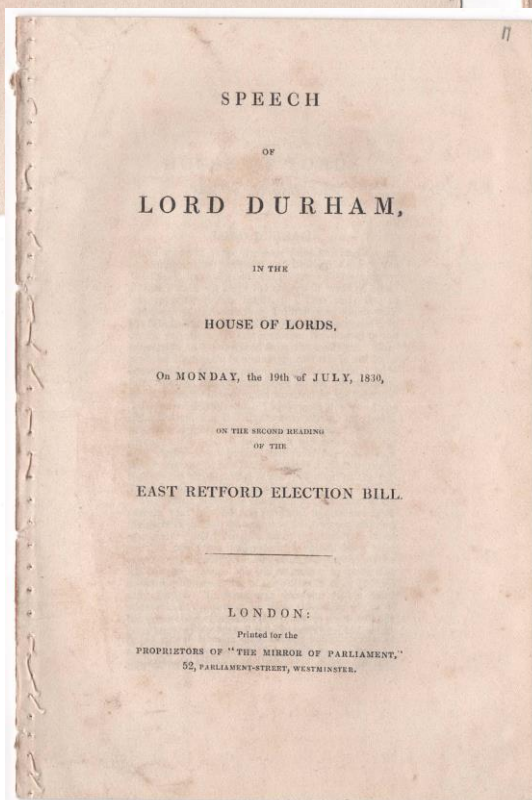 17
SPEECH
OF
LORD DURHAM,
IN THE
HOUSE OF LORDS,
On MONDAY, the 19th of JULY, 1830,
ON THE SECOND READING
OF THE
EAST RETFORD ELECTION BILL.
LONDON:
Printed for the
PROPRIETORS OF "THE MIRROR OF PARLIAMENT,"
52, PARLIAMENT-STREET, WESTMINSTER.